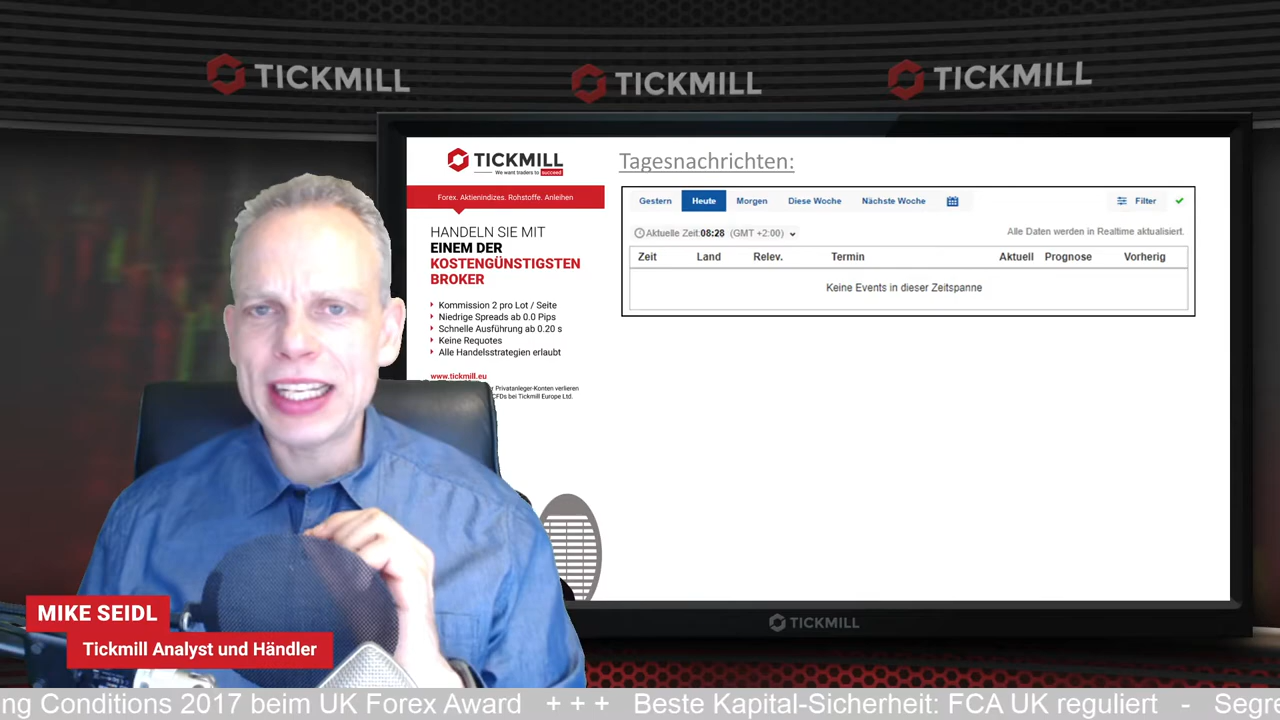 TICKMILL
TICKMILL
TICKMILL
TICKMILL
We want traders to succeed
Forex. Aktienindizes. Rohstoffe. Anleihen
HANDELN SIE MIT
EINEM DER
KOSTENGÜNSTIGSTEN
BROKER
Kommission 2 pro Lot / Seite
Niedrige Spreads ab 0.0 Pips
Schnelle Ausführung ab 0.20 s
Keine Requotes
Alle Handelsstrategien erlaubt
www.tickmill.eu
Privatanleger-Konten verlieren
CFDs bei Tickmill Europe Ltd.
Tagesnachrichten:
Gestern Heute Morgen Diese Woche Nächste Woche Filter
Aktuelle Zeit:08:28 (GMT +2:00) Alle Daten werden in Realtime aktualisiert.
Zeit Land Relev. Termin Aktuell Prognose Vorherig
Keine Events in dieser Zeitspanne
TICKMILL
MIKE SEIDL
Tickmill Analyst und Händler
ng Conditions 2017 beim UK Forex Award + + + Beste Kapital-Sicherheit: FCA UK reguliert - Segre